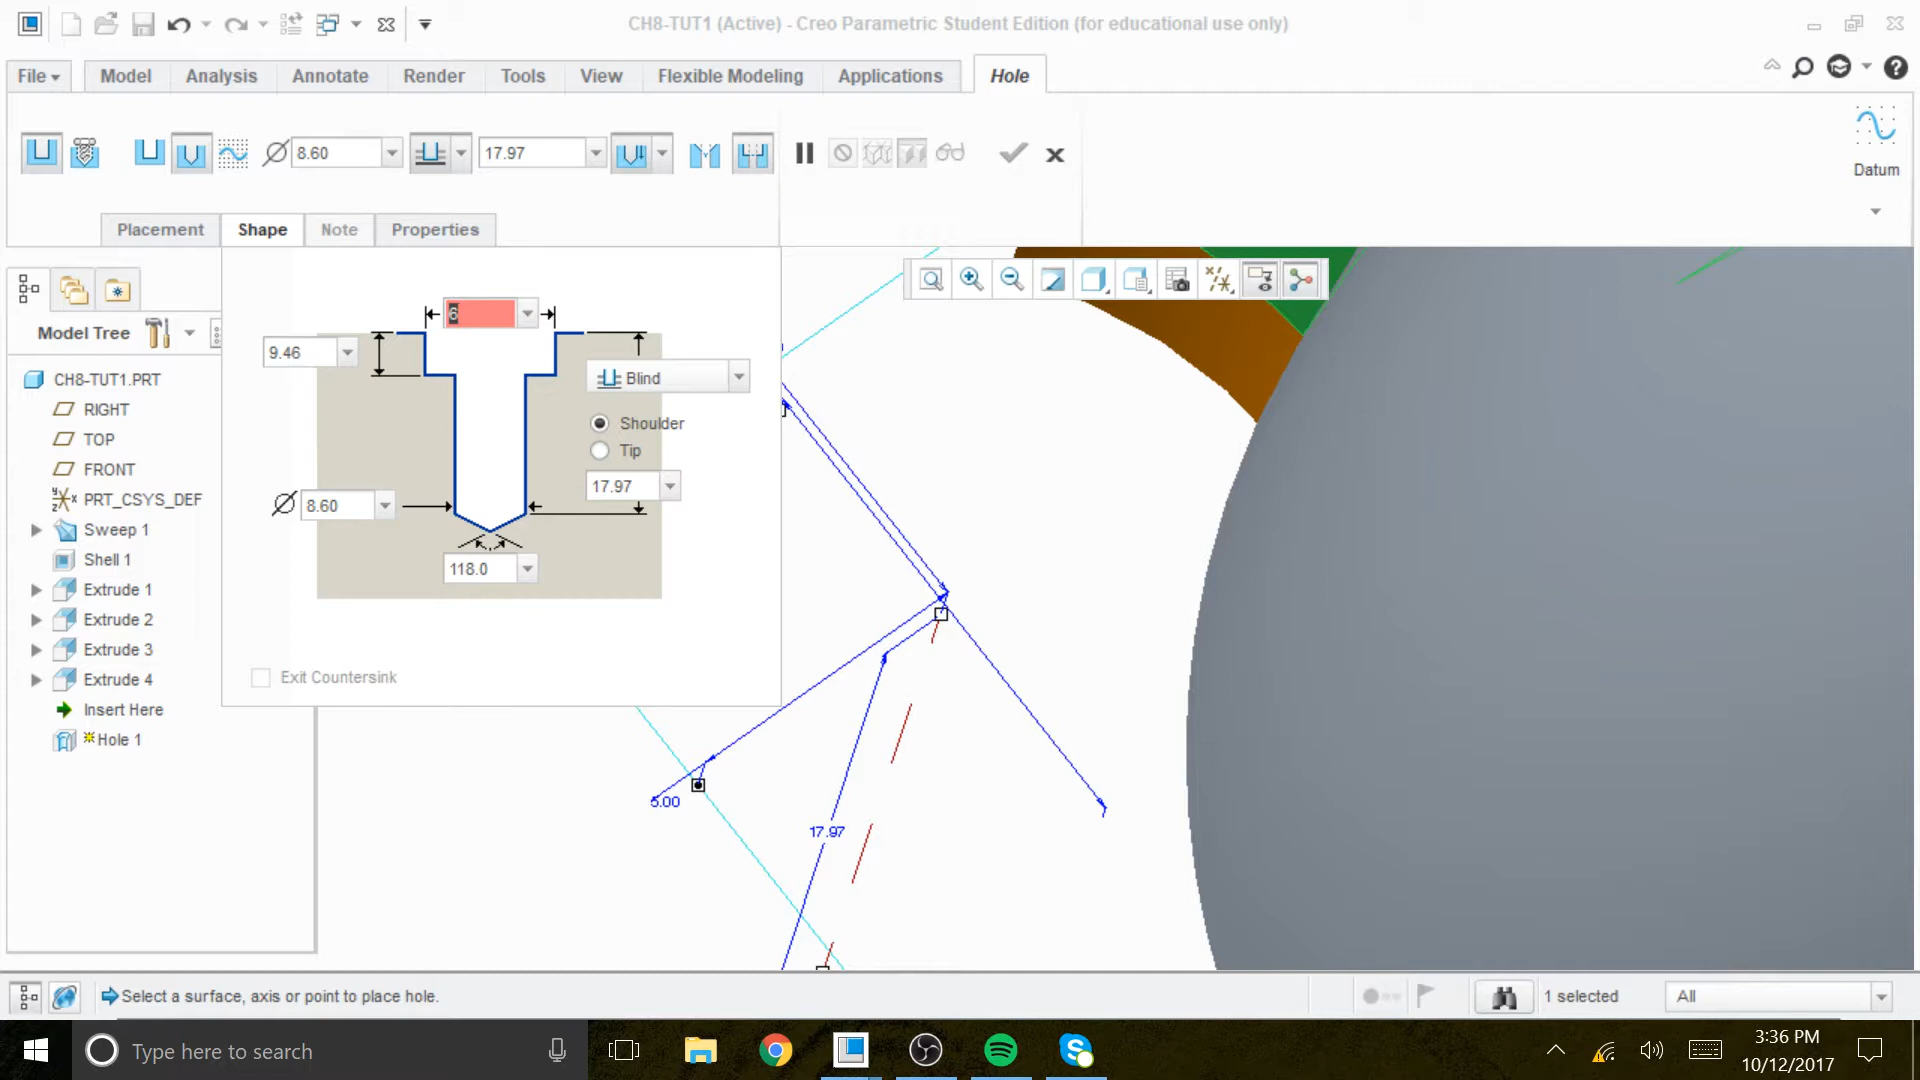 CH8-TUT1 (Active) - Creo Parametric Student Edition (for educational use only)
File
Model
Analysis
Annotate
Render
Tools
View
Flexible Modeling
Applications
Hole
8.60
17.97
Datum
Placement
Shape
Note
Properties
Model Tree
6
9.46
Blind
Shoulder
Tip
17.97
8.60
118.0
Exit Countersink
CH8-TUT1.PRT
RIGHT
TOP
FRONT
PRT_CSYS_DEF
Sweep 1
Shell 1
Extrude 1
Extrude 2
Extrude 3
Extrude 4
Insert Here
Hole 1
5.00
17.97
Select a surface, axis or point to place hole.
1 selected
All
Type here to search
3:36 PM
10/12/2017